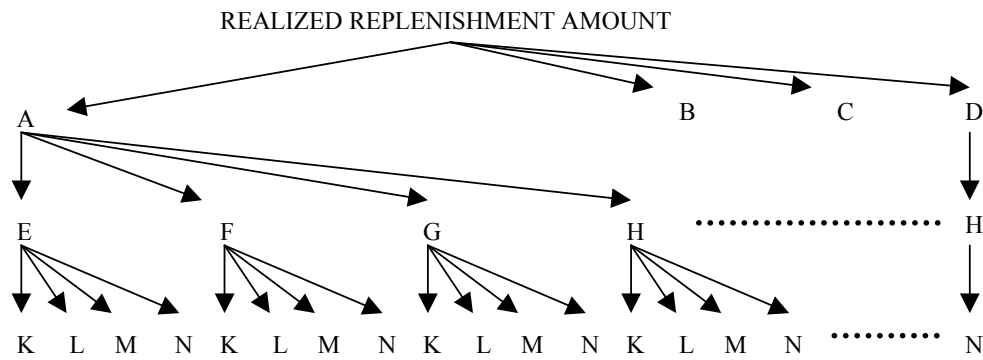 REALIZED REPLENISHMENT AMOUNT
A B C D
E F G H H
K L M N K L M N K L M N K L M N N